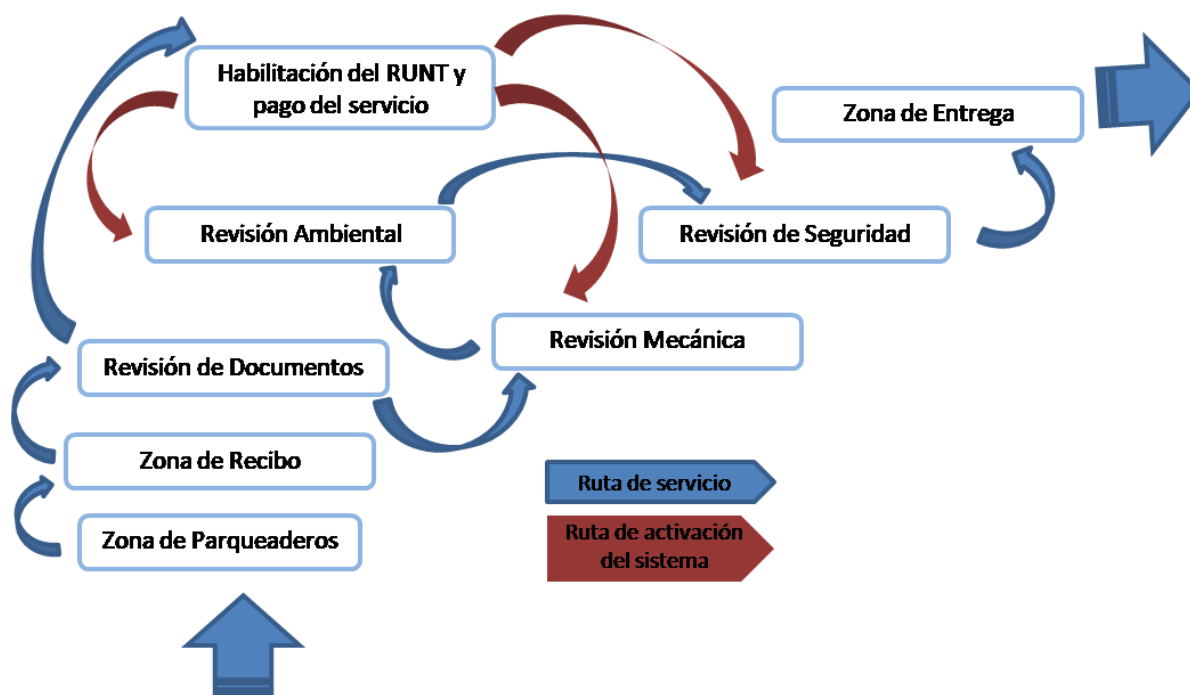 Habilitación del RUNT y
pago del servicio
Zona de Entrega
Revisión Ambiental
Revisión de Seguridad
Revisión Mecánica
Revisión de Documentos
Zona de Recibo
Ruta de servicio
Zona de Parqueaderos
Ruta de activación
del sistema